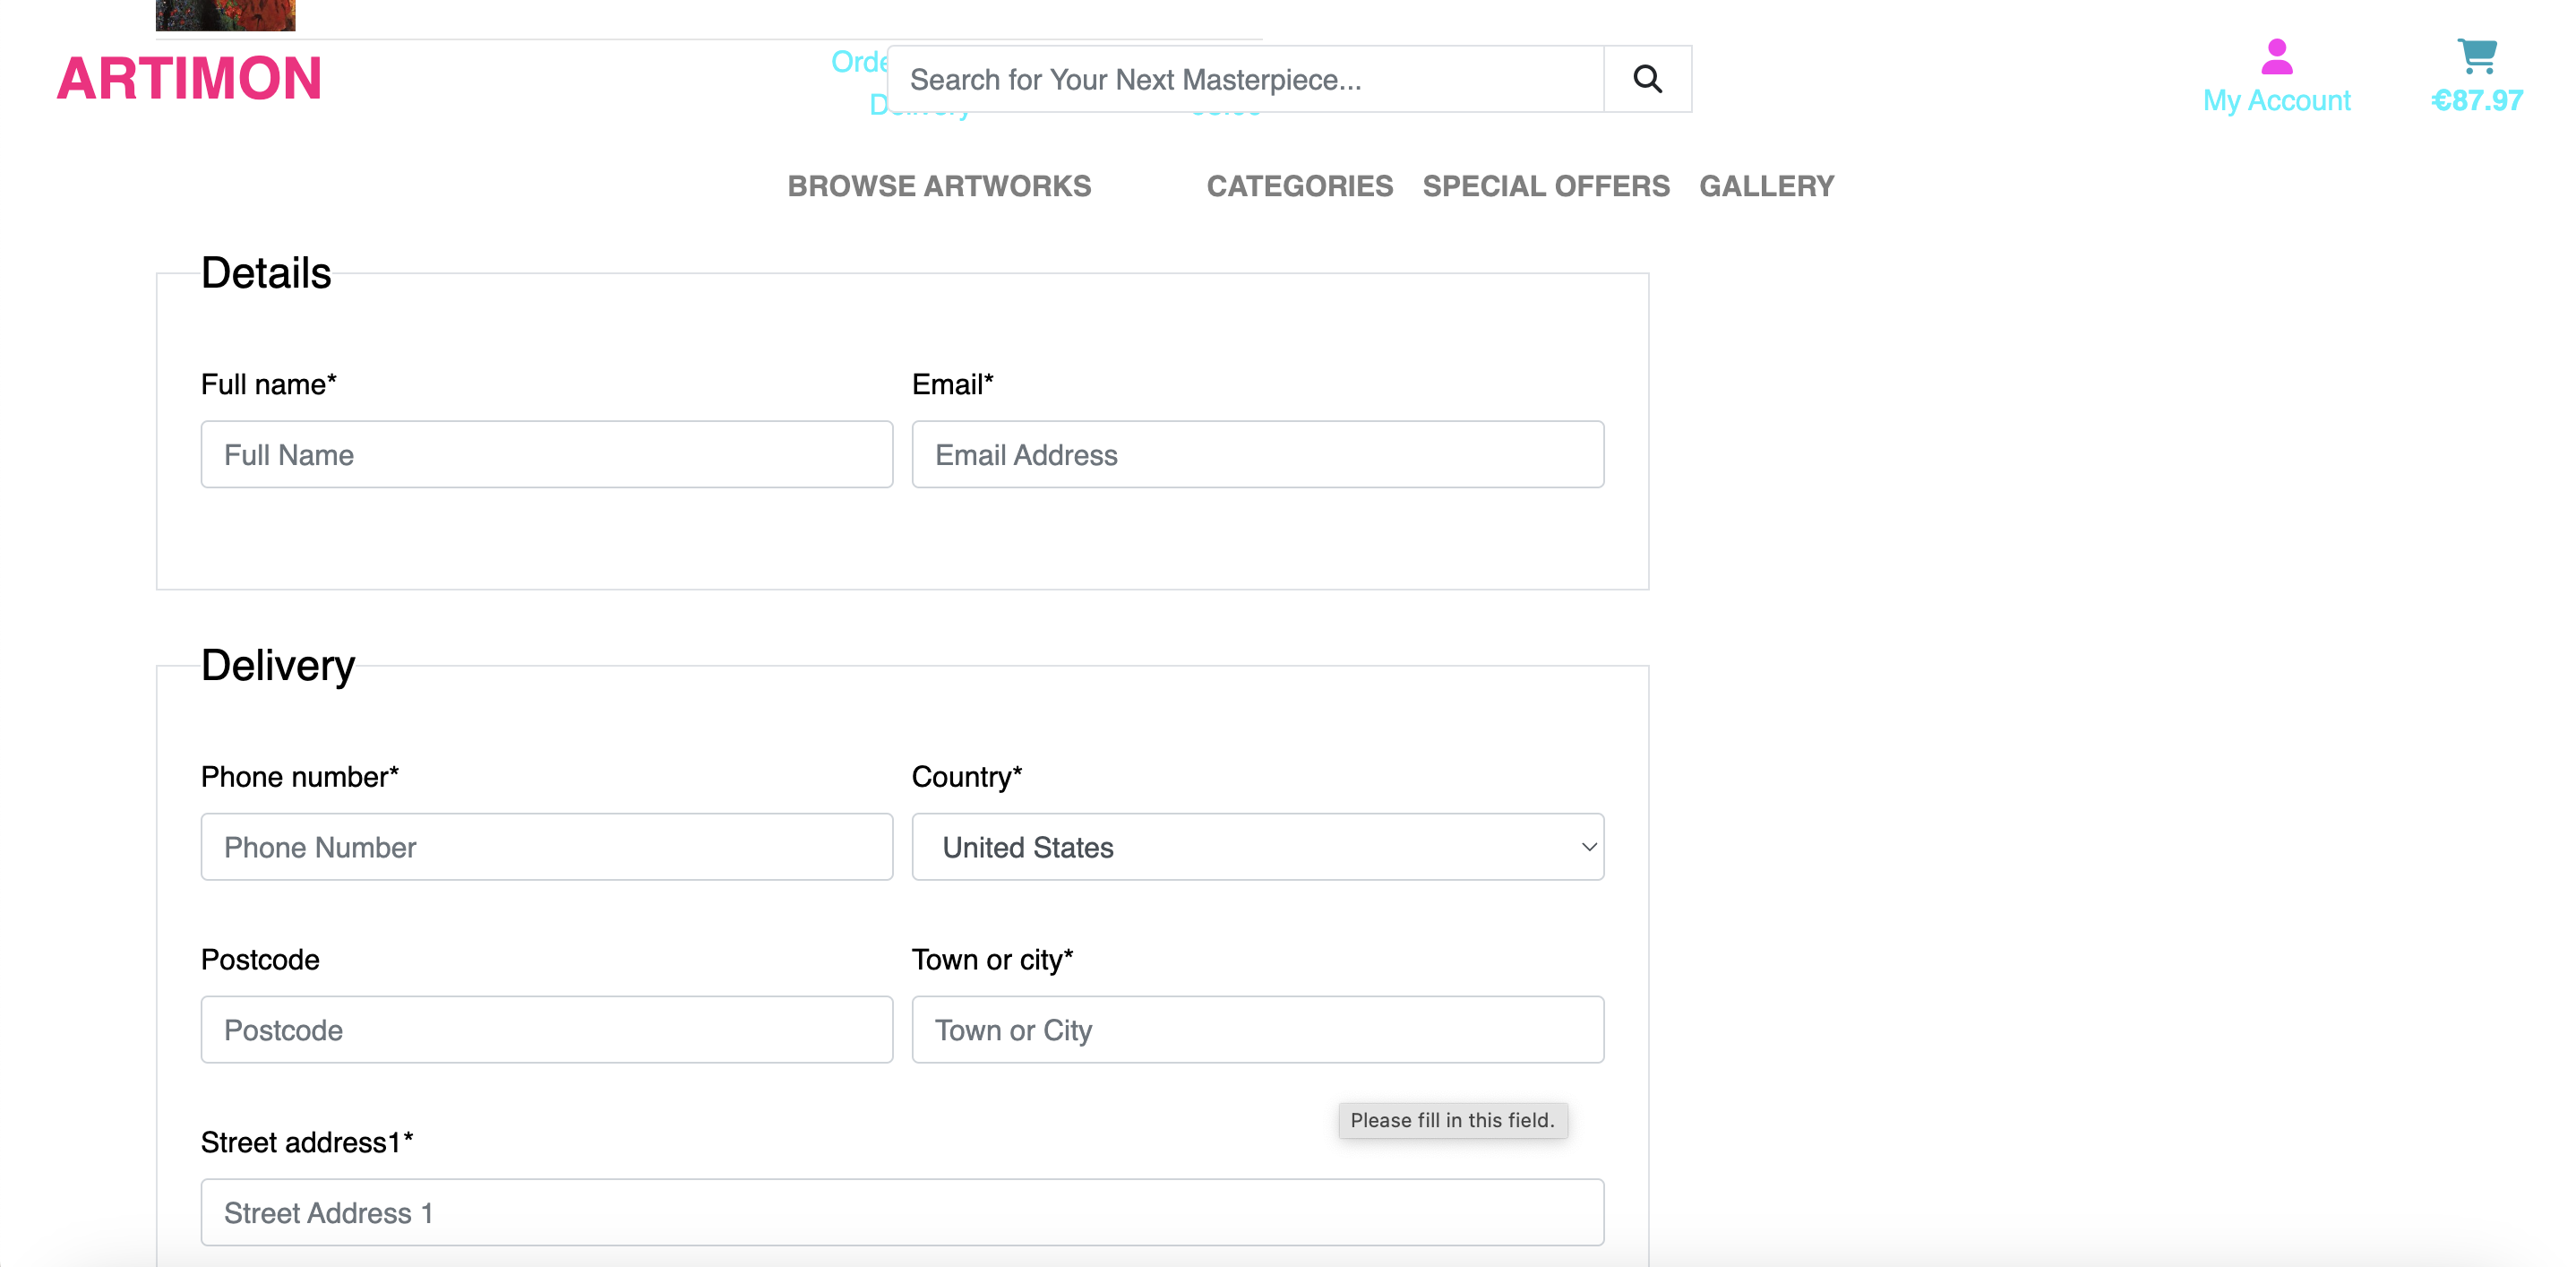 ARTIMON
Search for Your Next Masterpiece...
My Account
€87.97
Delivery
BROWSE ARTWORKS CATEGORIES SPECIAL OFFERS GALLERY
Details
Full name* Email*
Full Name Email Address
Delivery
Phone number* Country*
Phone Number United States
Postcode Town or city*
Postcode Town or City
Please fill in this field.
Street address1*
Street Address 1